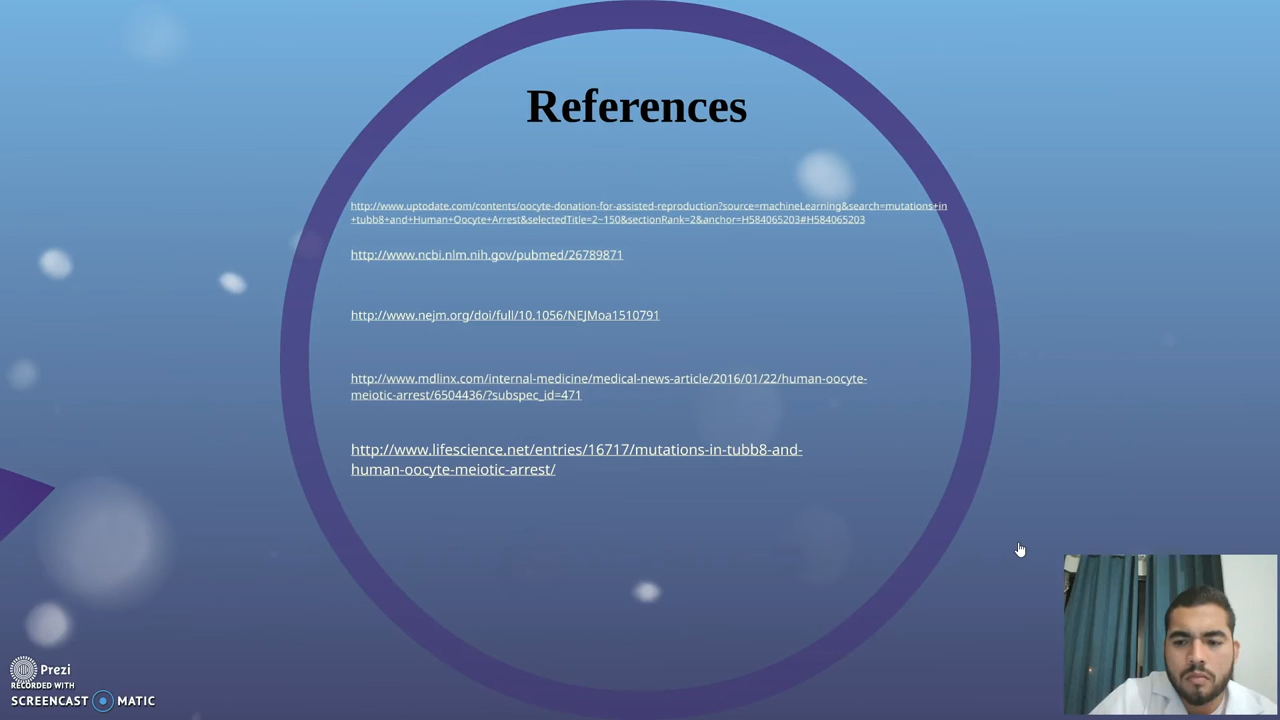 References
http://www.uptodate.com/contents/oocyte-donation-for-assisted-reproduction?source=machineLearning&search=mutations+in
+tubb8+and+Human+Oocyte+Arrest&selectedTitle=2~150&sectionRank=2&anchor=H584065203#H584065203
http://www.ncbi.nlm.nih.gov/pubmed/26789871
http://www.nejm.org/doi/full/10.1056/NEJMoa1510791
http://www.mdlinx.com/internal-medicine/medical-news-article/2016/01/22/human-oocyte-
meiotic-arrest/6504436/?subspec_id=471
http://www.lifescience.net/entries/16717/mutations-in-tubb8-and-
human-oocyte-meiotic-arrest/
Prezi
RECORDED WITH
SCREENCAST MATIC